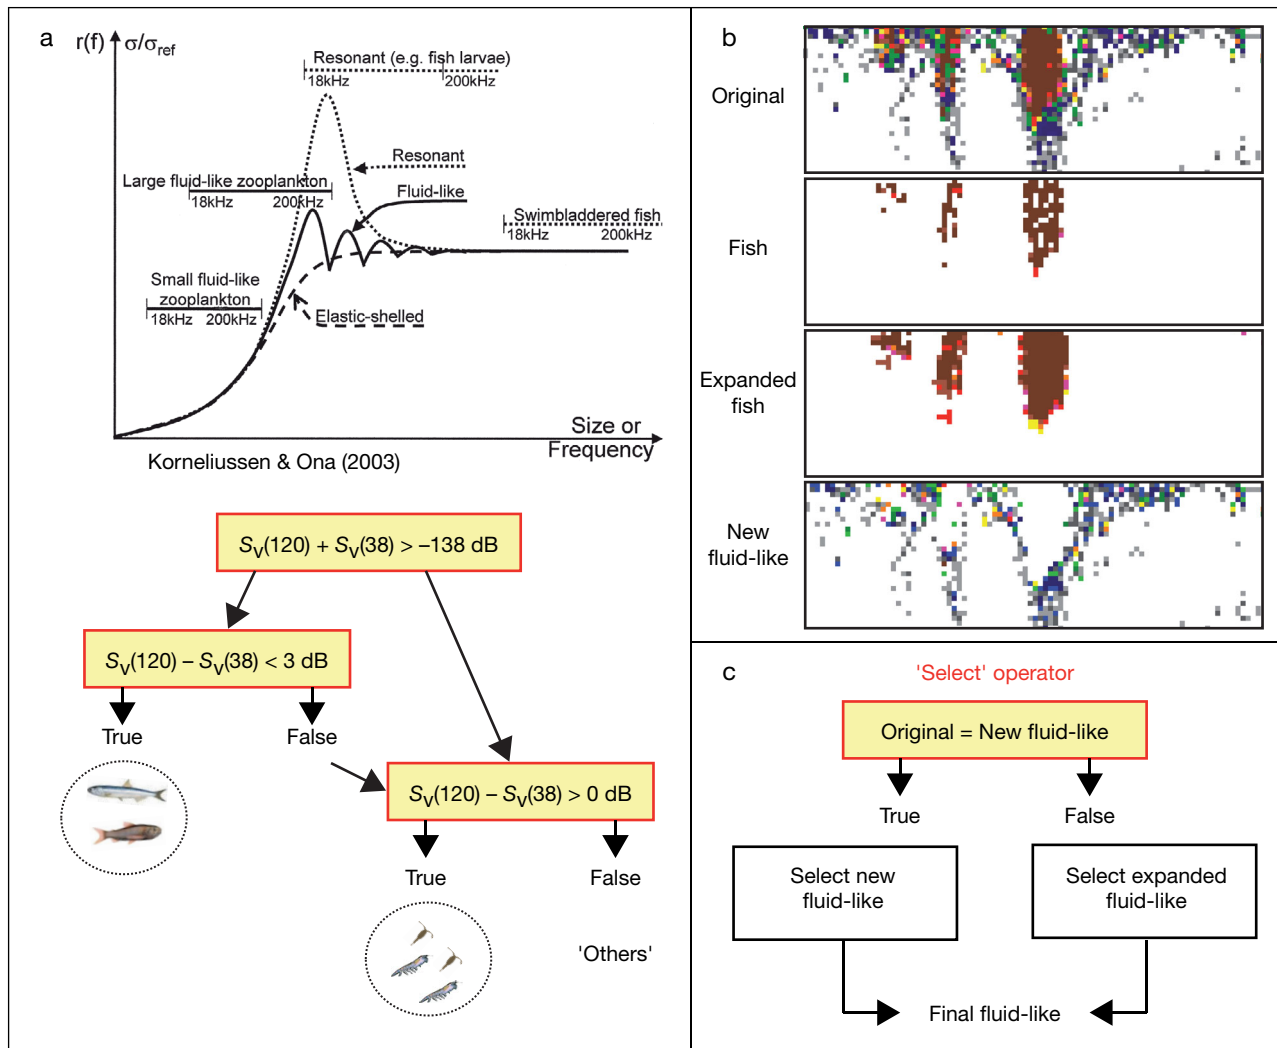 a
r(f) σ/σref
Resonant (e.g. fish larvae)
18kHz 200kHz
Resonant
Large fluid-like zooplankton
18kHz 200kHz
Fluid-like
Swimbladdered fish
18kHz 200kHz
Small fluid-like
zooplankton
18kHz 200kHz
Elastic-shelled
Size or
Frequency
Korneliussen & Ona (2003)
Sv(120) + Sv(38) > –138 dB
Sv(120) – Sv(38) < 3 dB
True False
Sv(120) – Sv(38) > 0 dB
True False
'Others'
b
Original
Fish
Expanded
fish
New
fluid-like
c
'Select' operator
Original = New fluid-like
True False
Select new
fluid-like
Select expanded
fluid-like
Final fluid-like